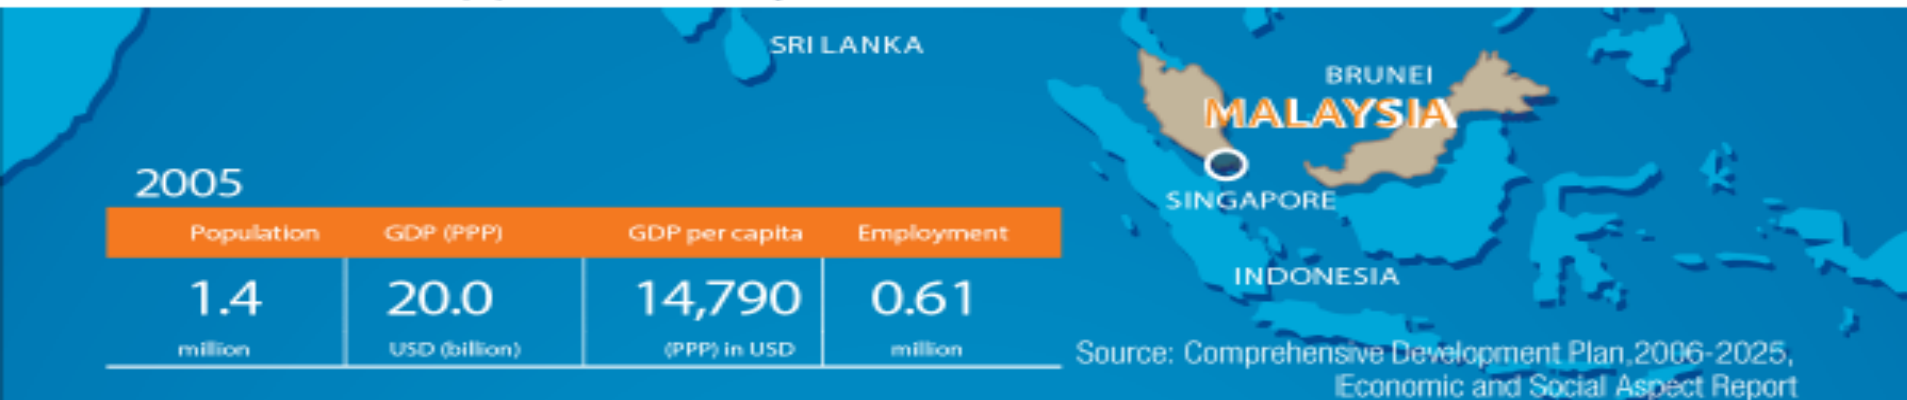 SRI LANKA
BRUNEI
MALAYSIA
SINGAPORE
INDONESIA
2005
Population GDP (PPP) GDP per capita Employment
1.4 20.0 14,790 0.61
million USD (billion) (PPP) in USD million
Source: Comprehensive Development Plan,2006-2025,
Economic and Social Aspect Report